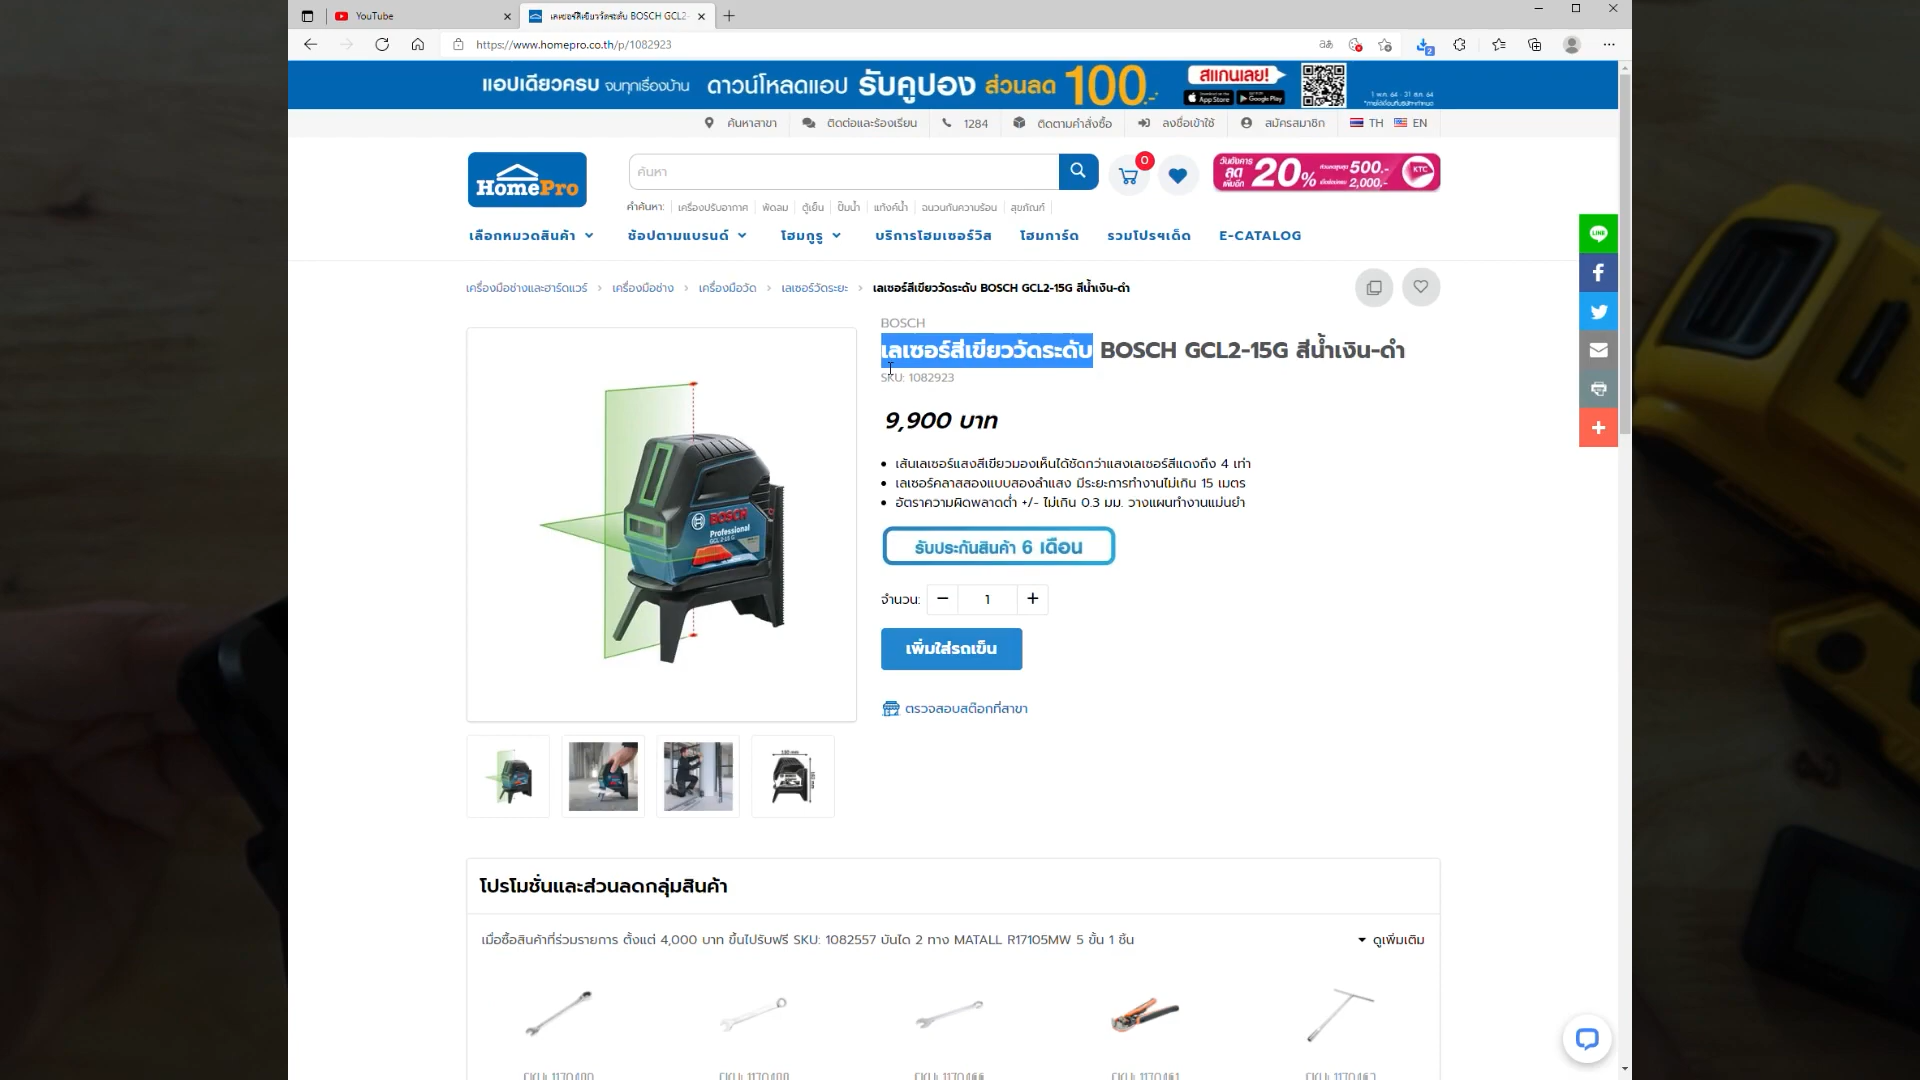 YouTube
เลเซอร์สีเขียววัดระดับ BOSCH GCL2-
https://www.homepro.co.th/p/1082923
แอปเดียวครบ จบทุกเรื่องบ้าน ดาวน์โหลดแอป รับคูปอง ส่วนลด 100.-
สแกนเลย!
App Store Google Play
1 พ.ค. 64 - 31 ส.ค. 64
ค้นหาสาขา ติดต่อและร้องเรียน 1284 ติดตามคำสั่งซื้อ ลงชื่อเข้าใช้ สมัครสมาชิก TH EN
HomePro
ค้นหา
0
วันอังคาร ลดเพิ่มอีก 20% 500.- 2,000.- KTC
คำค้นหา: เครื่องปรับอากาศ พัดลม ตู้เย็น ปั๊มน้ำ แท้งค์น้ำ ฉนวนกันความร้อน สุขภัณฑ์
เลือกหมวดสินค้า ช้อปตามแบรนด์ โฮมกูรู บริการโฮมเซอร์วิส โฮมการ์ด รวมโปรฯเด็ด E-CATALOG
เครื่องมือช่างและฮาร์ดแวร์ › เครื่องมือช่าง › เครื่องมือวัด › เลเซอร์วัดระยะ › เลเซอร์สีเขียววัดระดับ BOSCH GCL2-15G สีน้ำเงิน-ดำ
BOSCH
เลเซอร์สีเขียววัดระดับ BOSCH GCL2-15G สีน้ำเงิน-ดำ
SKU: 1082923
9,900 บาท
เส้นเลเซอร์แสงสีเขียวมองเห็นได้ชัดกว่าแสงเลเซอร์สีแดงถึง 4 เท่า
เลเซอร์คลาสสองแบบสองลำแสง มีระยะการทำงานไม่เกิน 15 เมตร
อัตราความผิดพลาดต่ำ +/- ไม่เกิน 0.3 มม. วางแผนทำงานแม่นยำ
BOSCH
Professional
GCL 2-15 G
รับประกันสินค้า 6 เดือน
จำนวน: − 1 +
เพิ่มใส่รถเข็น
ตรวจสอบสต๊อกที่สาขา
โปรโมชั่นและส่วนลดกลุ่มสินค้า
เมื่อซื้อสินค้าที่ร่วมรายการ ตั้งแต่ 4,000 บาท ขึ้นไปรับฟรี SKU: 1082557 บันได 2 ทาง MATALL R17105MW 5 ขั้น 1 ชิ้น
ดูเพิ่มเติม